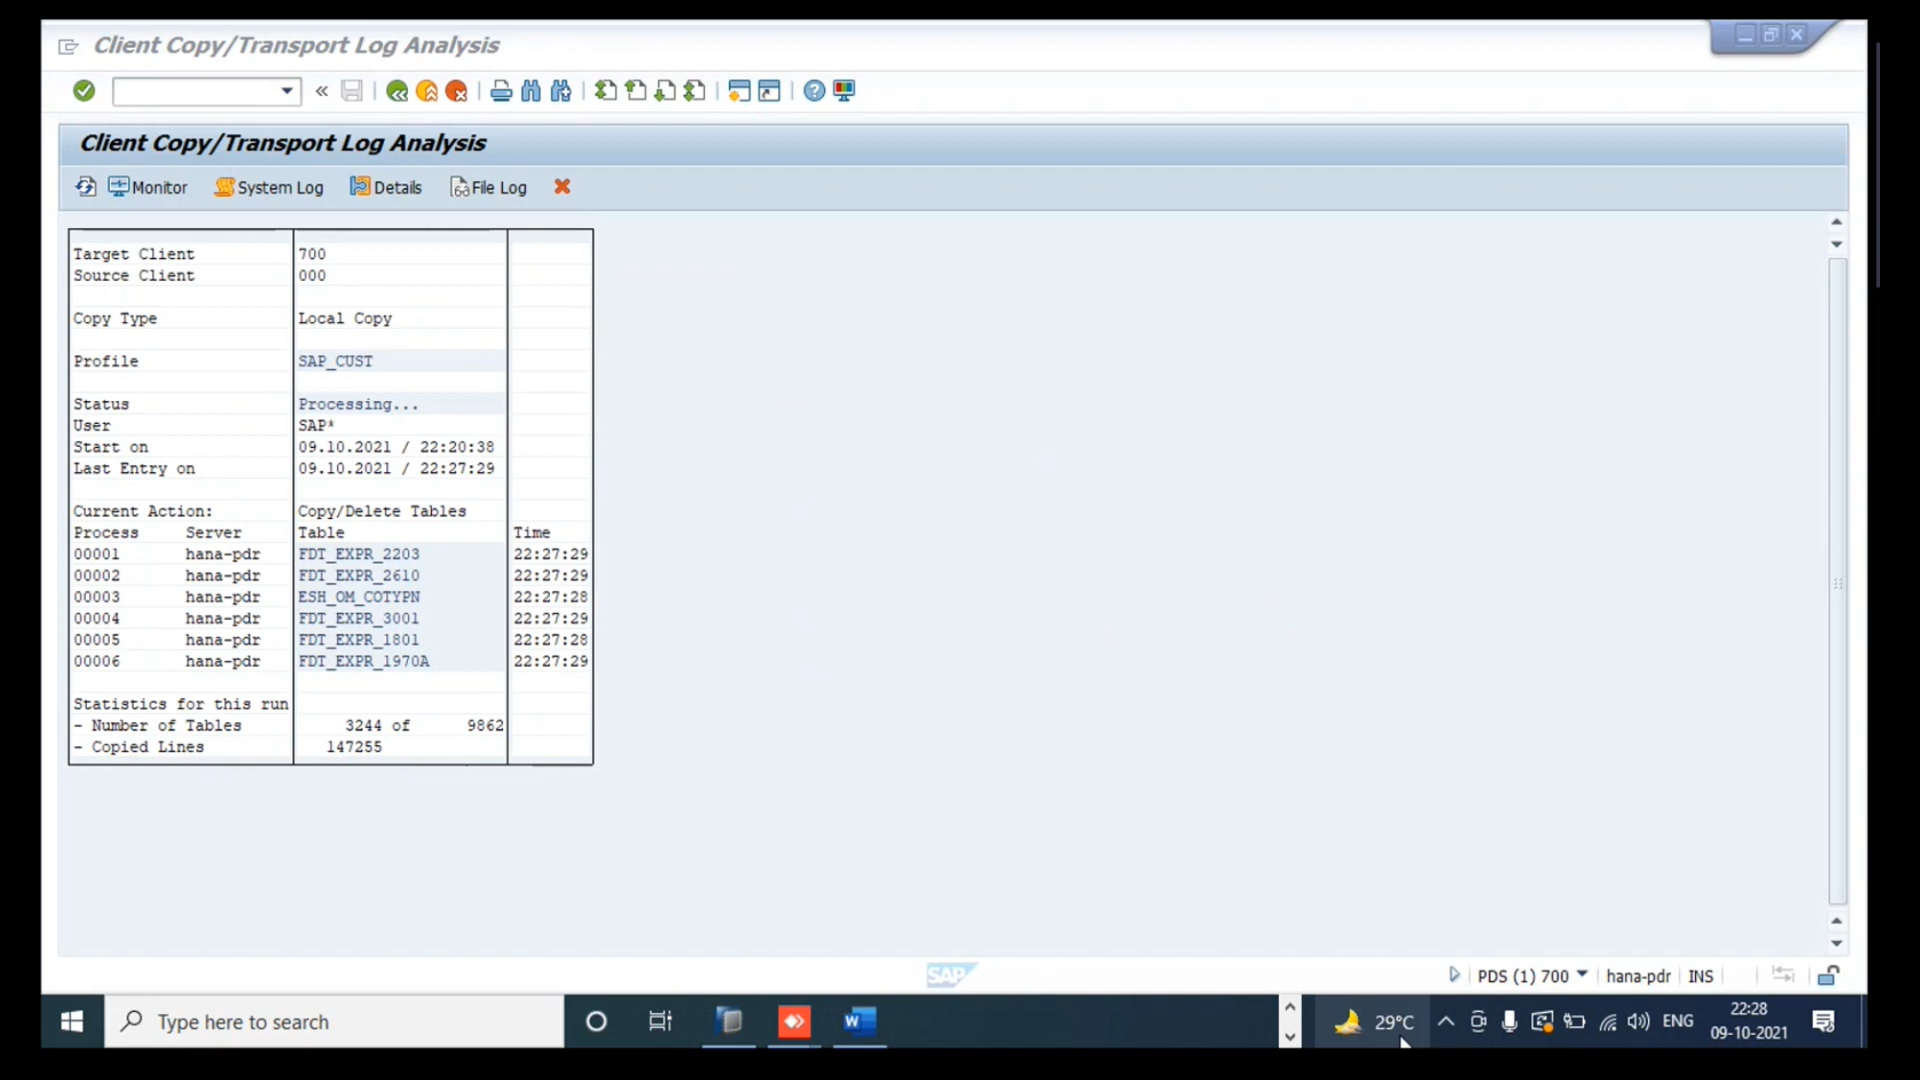 Client Copy/Transport Log Analysis
Client Copy/Transport Log Analysis
Monitor System Log Details File Log
Target Client 700
Source Client 000
Copy Type Local Copy
Profile SAP_CUST
Status Processing...
User SAP*
Start on 09.10.2021 / 22:20:38
Last Entry on 09.10.2021 / 22:27:29
Current Action: Copy/Delete Tables
Process Server Table Time
00001 hana-pdr FDT_EXPR_2203 22:27:29
00002 hana-pdr FDT_EXPR_2610 22:27:29
00003 hana-pdr ESH_OM_COTYPN 22:27:28
00004 hana-pdr FDT_EXPR_3001 22:27:29
00005 hana-pdr FDT_EXPR_1801 22:27:28
00006 hana-pdr FDT_EXPR_1970A 22:27:29
Statistics for this run
- Number of Tables 3244 of 9862
- Copied Lines 147255
SAP PDS (1) 700 hana-pdr INS
Type here to search W 29°C ENG 22:28
09-10-2021